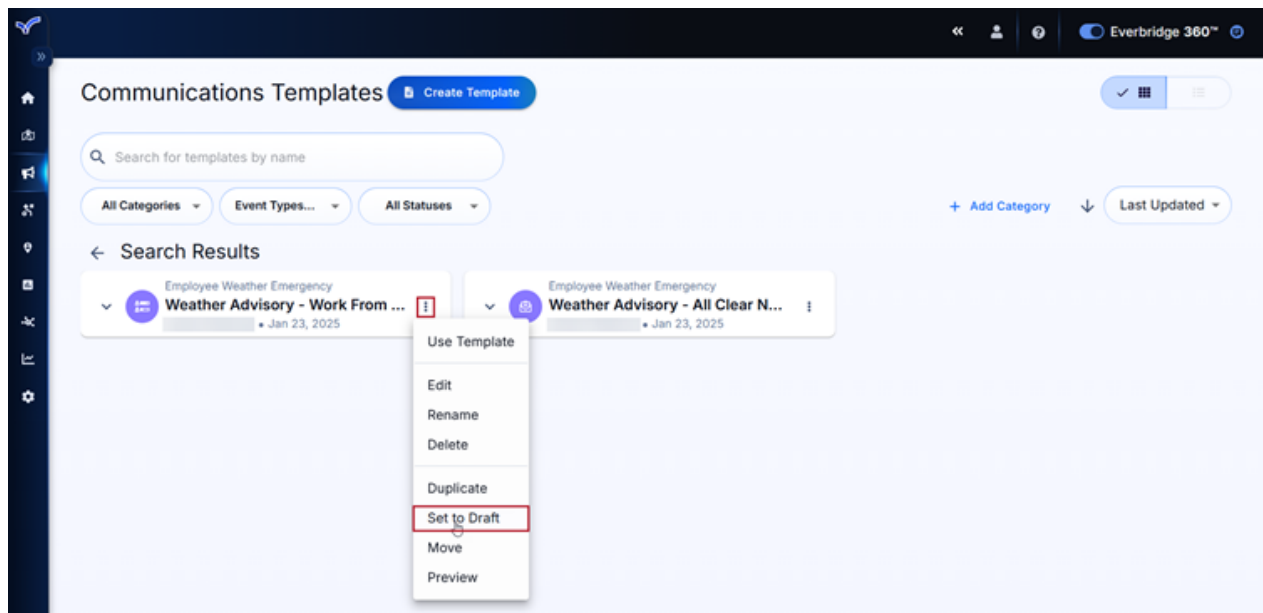 Everbridge 360™
Communications Templates
Create Template
Search for templates by name
All Categories
Event Types...
All Statuses
+ Add Category
Last Updated
Search Results
Employee Weather Emergency
Weather Advisory - Work From ...
• Jan 23, 2025
Employee Weather Emergency
Weather Advisory - All Clear N...
• Jan 23, 2025
Use Template
Edit
Rename
Delete
Duplicate
Set to Draft
Move
Preview